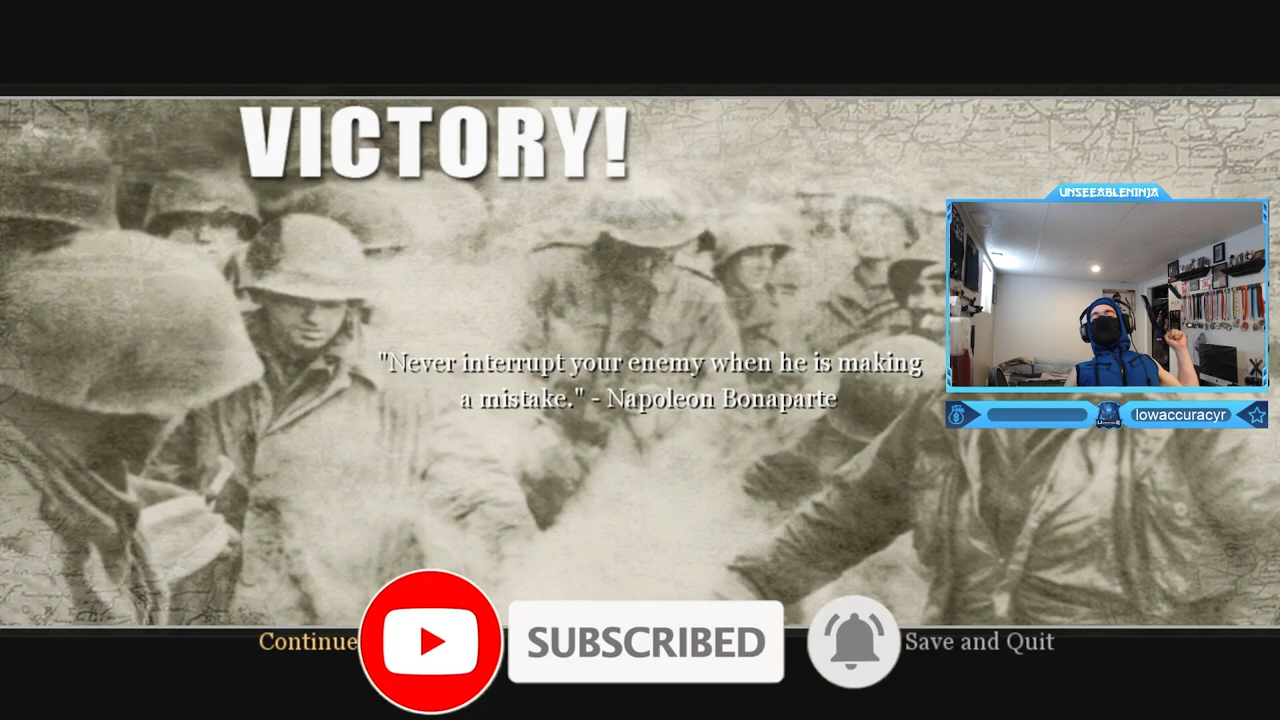 VICTORY!
UNSEEABLENINJA
"Never interrupt your enemy when he is making
a mistake." - Napoleon Bonaparte
lowaccuracyr
Continue
SUBSCRIBED
Save and Quit